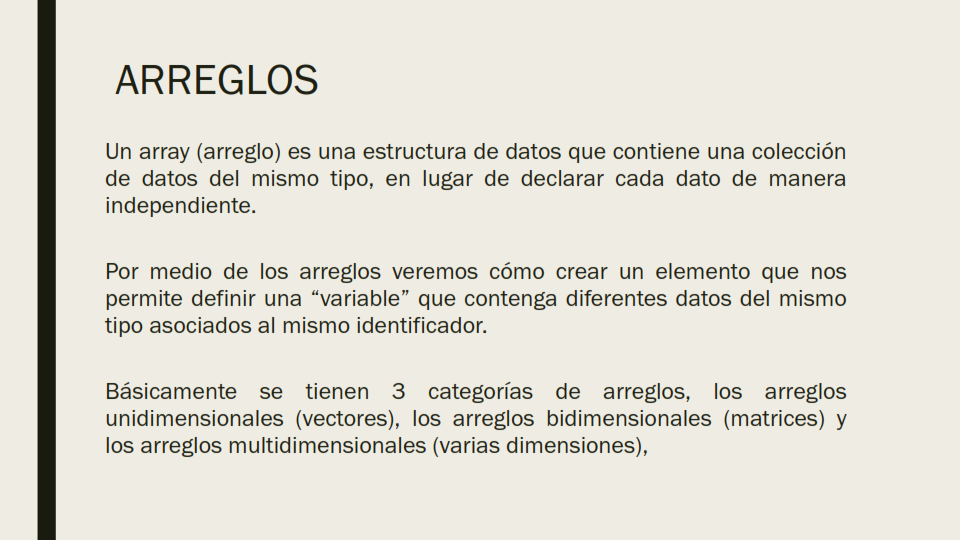 ARREGLOS
Un array (arreglo) es una estructura de datos que contiene una colección
de datos del mismo tipo, en lugar de declarar cada dato de manera
independiente.
Por medio de los arreglos veremos cómo crear un elemento que nos
permite definir una “variable” que contenga diferentes datos del mismo
tipo asociados al mismo identificador.
Básicamente se tienen 3 categorías de arreglos, los arreglos
unidimensionales (vectores), los arreglos bidimensionales (matrices) y
los arreglos multidimensionales (varias dimensiones),